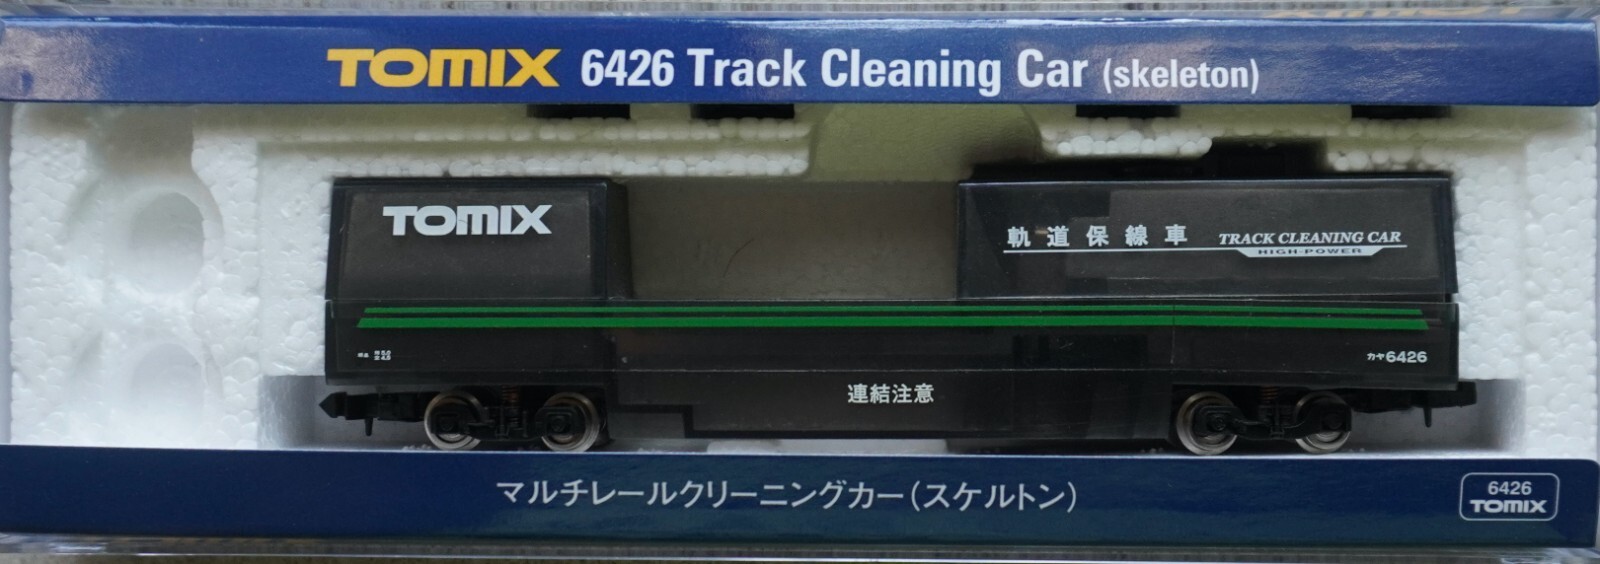 TOMIX 6426 Track Cleaning Car (skeleton)
TOMIX
軌道保線車 TRACK CLEANING CAR
HIGH-POWER
カヤ6426
連結注意
マルチレールクリーニングカー(スケルトン)
6426
TOMIX